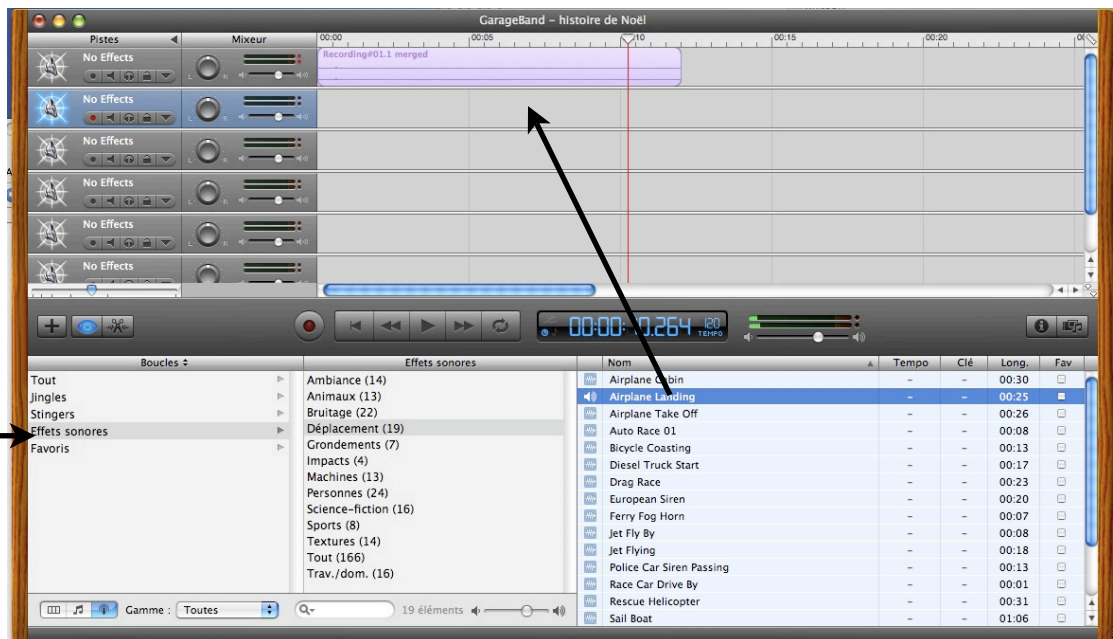 GarageBand – histoire de Noël
Pistes Mixeur 00:00 00:05 10 00:15 00:20
No Effects Recording#01.1 merged
No Effects
No Effects
No Effects
No Effects
No Effects
00:00: 0.264 120 TEMPO
Boucles Effets sonores Nom Tempo Clé Long. Fav
Tout
Jingles
Stingers
Effets sonores
Favoris
Ambiance (14)
Animaux (13)
Bruitage (22)
Déplacement (19)
Grondements (7)
Impacts (4)
Machines (13)
Personnes (24)
Science-fiction (16)
Sports (8)
Textures (14)
Tout (166)
Trav./dom. (16)
Airplane Cabin – – 00:30
Airplane Landing – – 00:25
Airplane Take Off – – 00:26
Auto Race 01 – – 00:08
Bicycle Coasting – – 00:13
Diesel Truck Start – – 00:17
Drag Race – – 00:23
European Siren – – 00:20
Ferry Fog Horn – – 00:07
Jet Fly By – – 00:08
Jet Flying – – 00:18
Police Car Siren Passing – – 00:13
Race Car Drive By – – 00:01
Rescue Helicopter – – 00:31
Sail Boat – – 01:06
Gamme : Toutes 19 éléments